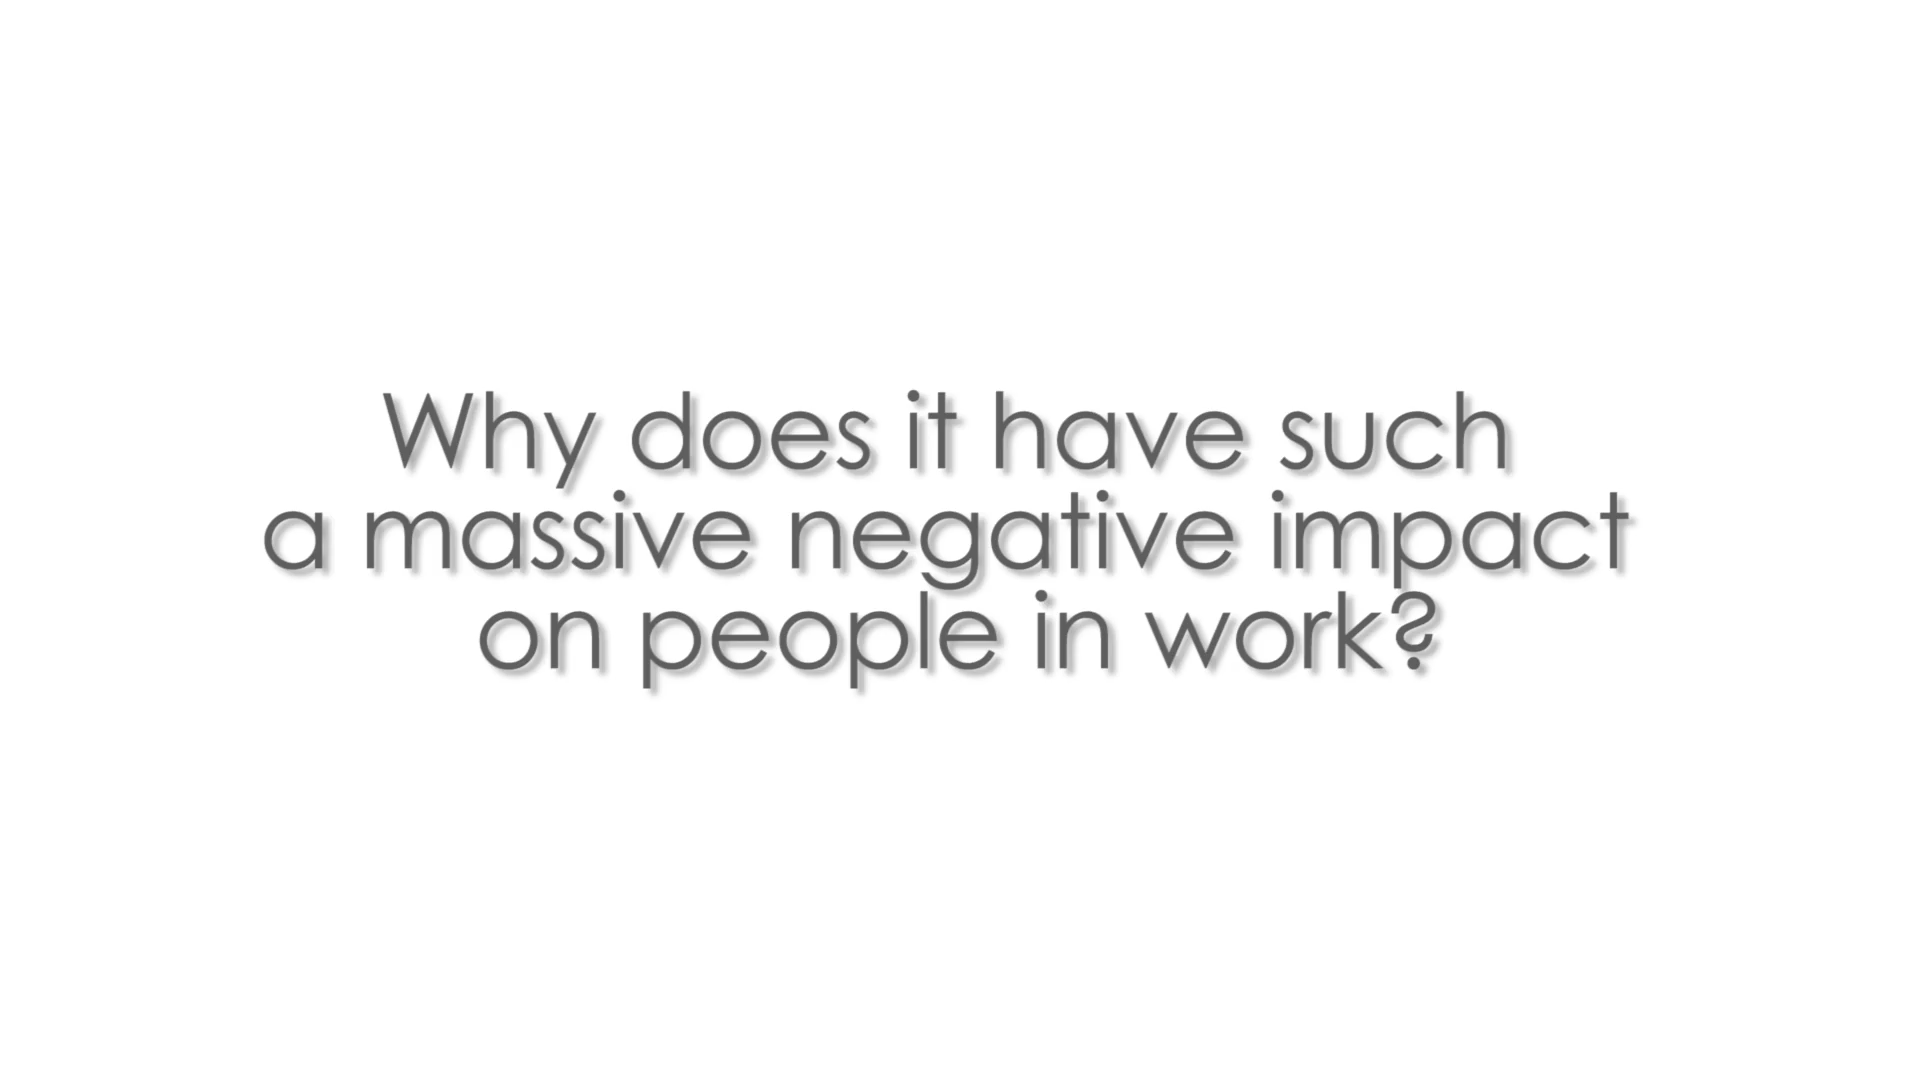 Why does it have such
a massive negative impact
on people in work?